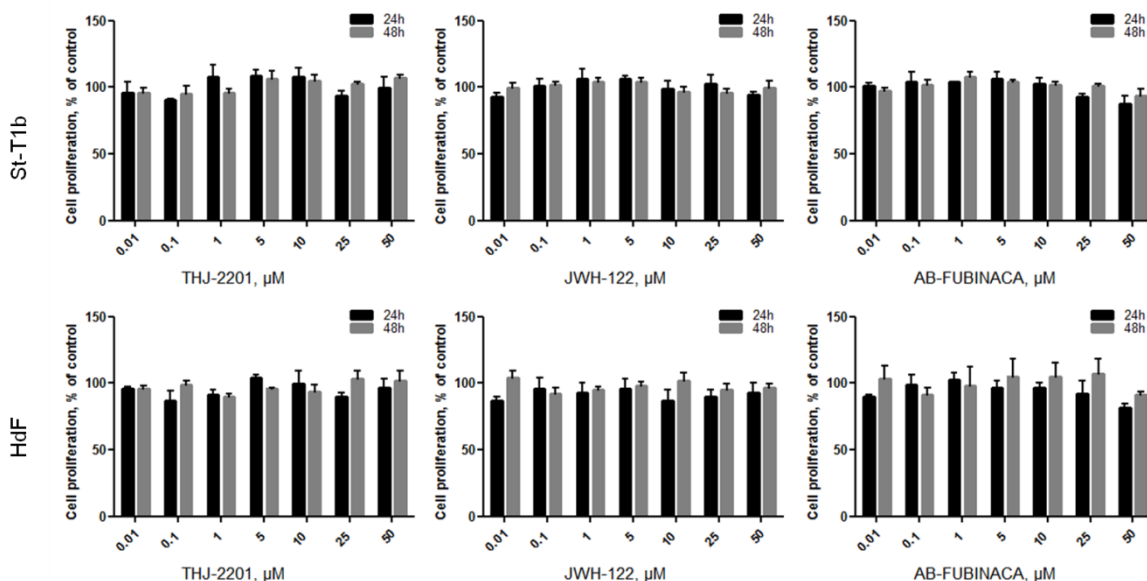 St-T1b
Cell proliferation, % of control
150
100
50
0
24h
48h
0.01 0.1 1 5 10 25 50
THJ-2201, µM
Cell proliferation, % of control
150
100
50
0
24h
48h
0.01 0.1 1 5 10 25 50
JWH-122, µM
Cell proliferation, % of control
150
100
50
0
24h
48h
0.01 0.1 1 5 10 25 50
AB-FUBINACA, µM
HdF
Cell proliferation, % of control
150
100
50
0
24h
48h
0.01 0.1 1 5 10 25 50
THJ-2201, µM
Cell proliferation, % of control
150
100
50
0
24h
48h
0.01 0.1 1 5 10 25 50
JWH-122, µM
Cell proliferation, % of control
150
100
50
0
24h
48h
0.01 0.1 1 5 10 25 50
AB-FUBINACA, µM